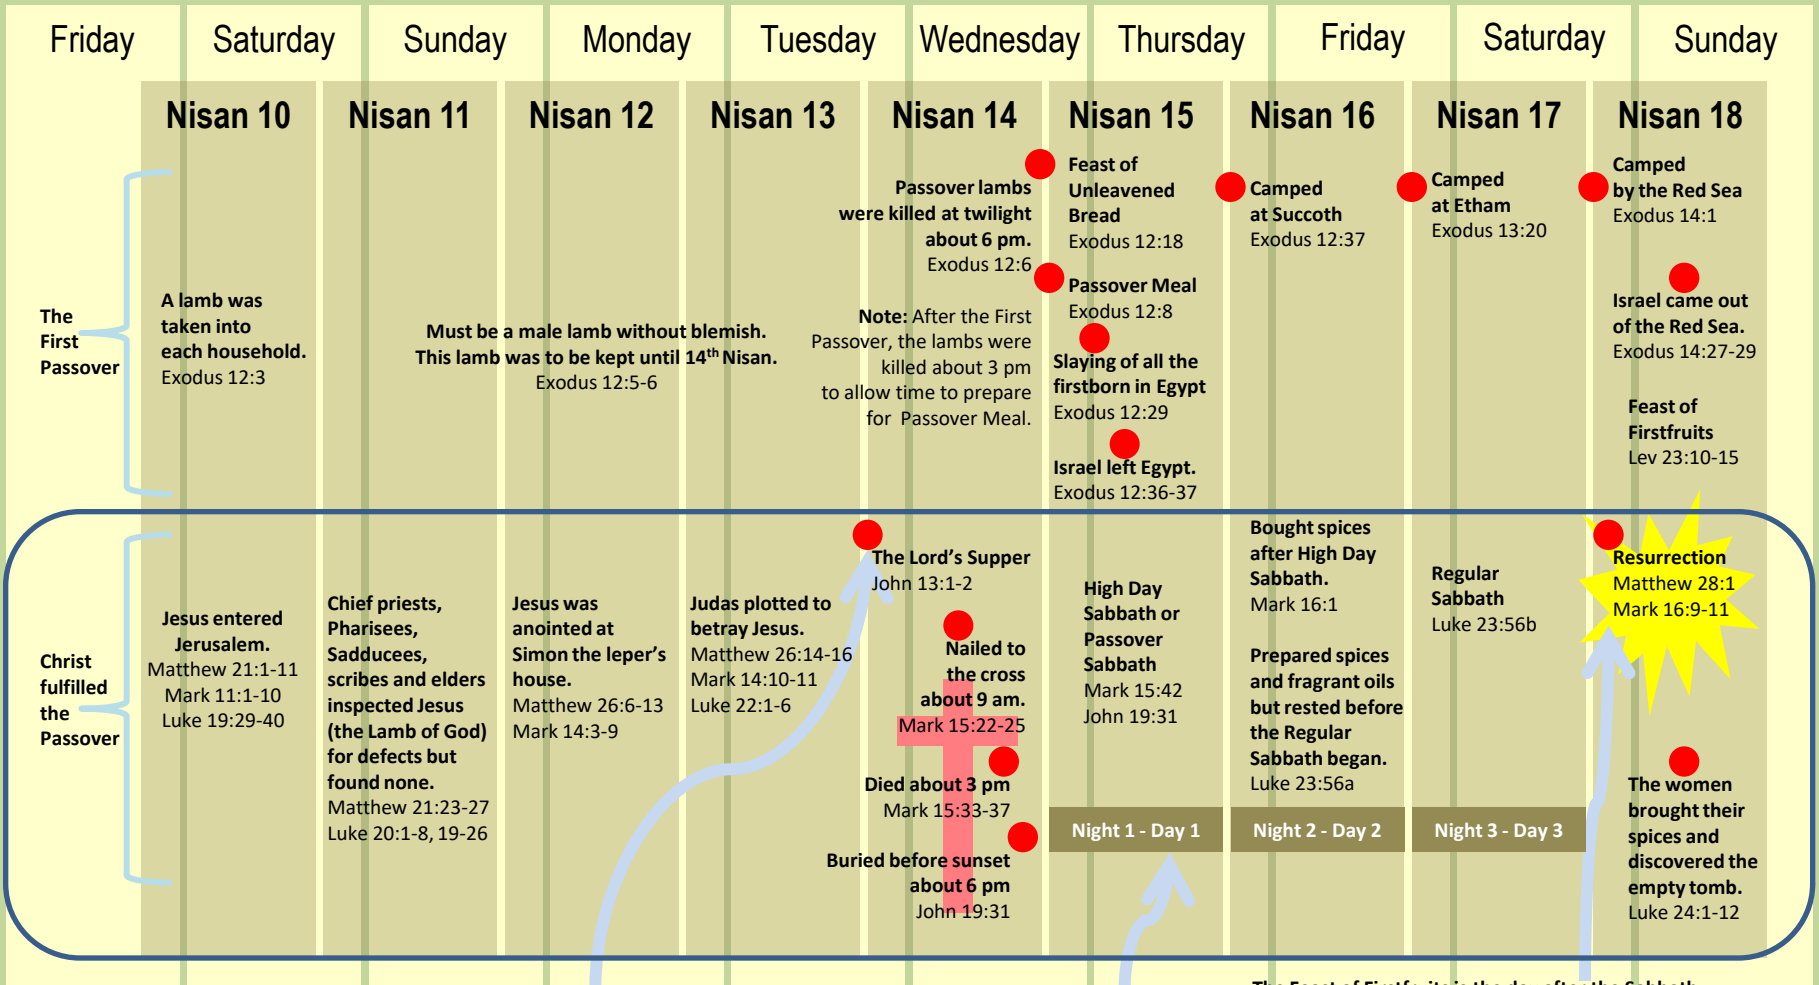 Friday
Saturday
Sunday
Monday
Tuesday
Wednesday
Thursday
Friday
Saturday
Sunday
Nisan 10
Nisan 11
Nisan 12
Nisan 13
Nisan 14
Nisan 15
Nisan 16
Nisan 17
Nisan 18
The
First
Passover
A lamb was
taken into
each household.
Exodus 12:3
Must be a male lamb without blemish.
This lamb was to be kept until 14th Nisan.
Exodus 12:5-6
Passover lambs
were killed at twilight
about 6 pm.
Exodus 12:6
Note: After the First
Passover, the lambs were
killed about 3 pm
to allow time to prepare
for Passover Meal.
Feast of
Unleavened
Bread
Exodus 12:18
Passover Meal
Exodus 12:8
Slaying of all the
firstborn in Egypt
Exodus 12:29
Israel left Egypt.
Exodus 12:36-37
Camped
at Succoth
Exodus 12:37
Camped
at Etham
Exodus 13:20
Camped
by the Red Sea
Exodus 14:1
Israel came out
of the Red Sea.
Exodus 14:27-29
Feast of
Firstfruits
Lev 23:10-15
Christ
fulfilled
the
Passover
Jesus entered
Jerusalem.
Matthew 21:1-11
Mark 11:1-10
Luke 19:29-40
Chief priests,
Pharisees,
Sadducees,
scribes and elders
inspected Jesus
(the Lamb of God)
for defects but
found none.
Matthew 21:23-27
Luke 20:1-8, 19-26
Jesus was
anointed at
Simon the leper's
house.
Matthew 26:6-13
Mark 14:3-9
Judas plotted to
betray Jesus.
Matthew 26:14-16
Mark 14:10-11
Luke 22:1-6
The Lord's Supper
John 13:1-2
Nailed to
the cross
about 9 am.
Mark 15:22-25
Died about 3 pm
Mark 15:33-37
Buried before sunset
about 6 pm
John 19:31
High Day
Sabbath or
Passover
Sabbath
Mark 15:42
John 19:31
Night 1 - Day 1
Bought spices
after High Day
Sabbath.
Mark 16:1
Prepared spices
and fragrant oils
but rested before
the Regular
Sabbath began.
Luke 23:56a
Night 2 - Day 2
Regular
Sabbath
Luke 23:56b
Night 3 - Day 3
Resurrection
Matthew 28:1
Mark 16:9-11
The women
brought their
spices and
discovered the
empty tomb.
Luke 24:1-12
The Feast of Firstfruits is the day after the Sabbath